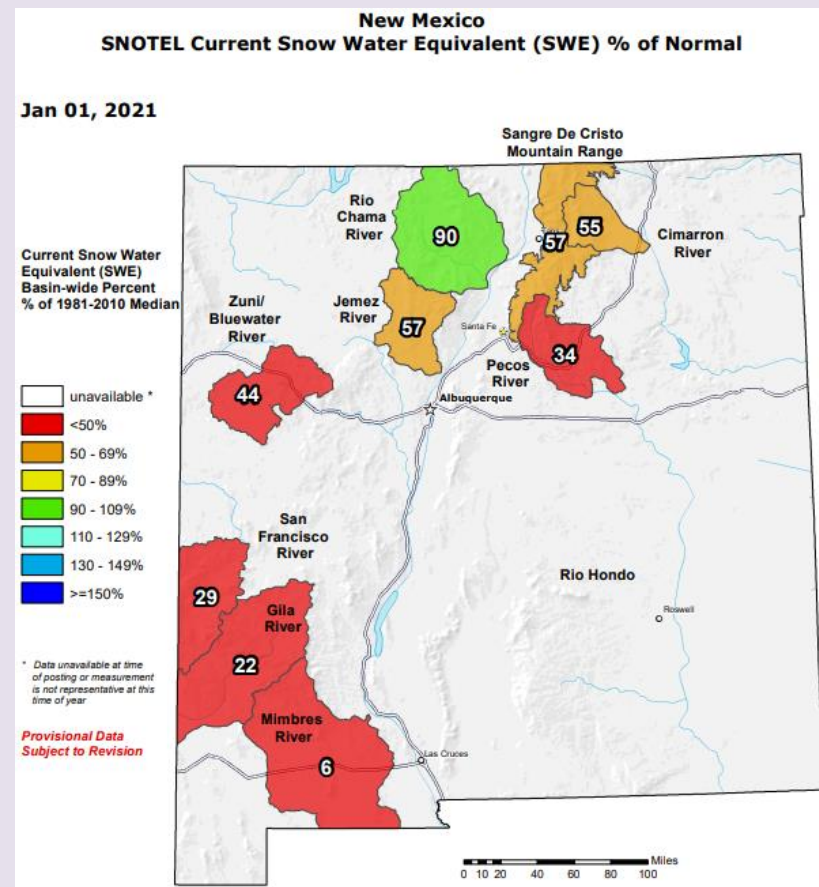 New Mexico
SNOTEL Current Snow Water Equivalent (SWE) % of Normal
Jan 01, 2021
Sangre De Cristo
Mountain Range
Rio
Chama
River
90
57
55
Cimarron
River
Current Snow Water
Equivalent (SWE)
Basin-wide Percent
% of 1981-2010 Median
Zuni/
Bluewater
River
Jemez
River
57
Santa Fe
34
Pecos
River
44
Albuquerque
unavailable *
<50%
50 - 69%
70 - 89%
90 - 109%
110 - 129%
130 - 149%
>=150%
San
Francisco
River
Rio Hondo
29
Gila
River
Roswell
22
* Data unavailable at time
of posting or measurement
is not representative at this
time of year
Mimbres
River
Provisional Data
Subject to Revision
Las Cruces
6
Miles
0 10 20 40 60 80 100